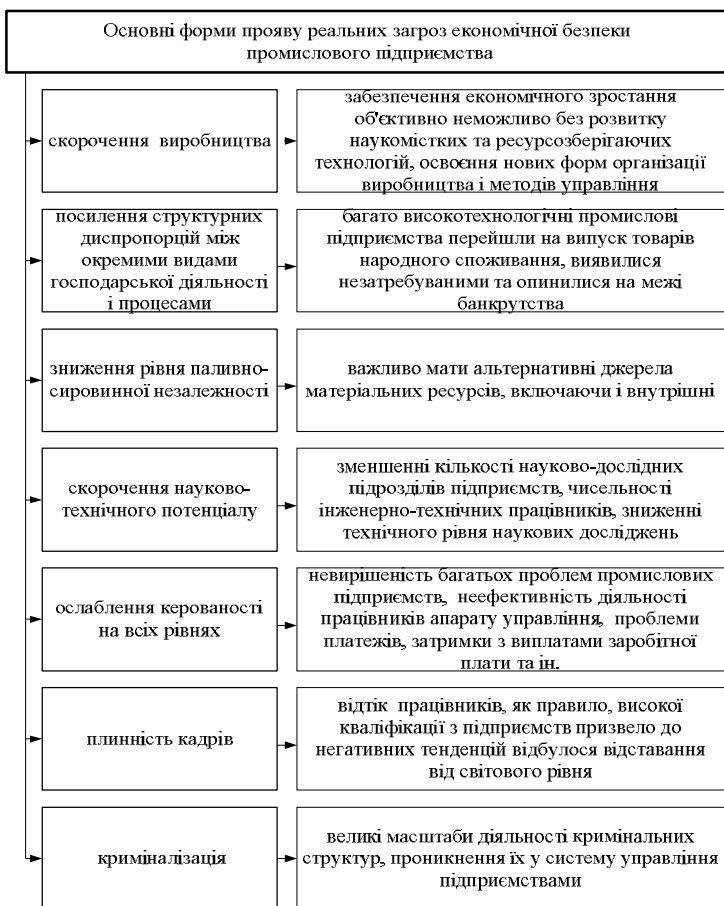 Основні форми прояву реальних загроз економічної безпеки
промислового підприємства
скорочення виробництва
забезпечення економічного зростання
об'єктивно неможливо без розвитку
наукомістких та ресурсозберігаючих
технологій, освоєння нових форм організації
виробництва і методів управління
посилення структурних
диспропорцій між
окремими видами
господарської діяльності
і процесами
багато високотехнологічні промислові
підприємства перейшли на випуск товарів
народного споживання, виявилися
незатребуваними та опинилися на межі
банкрутства
зниження рівня паливно-
сировинної незалежності
важливо мати альтернативні джерела
матеріальних ресурсів, включаючи і внутрішні
скорочення науково-
технічного потенціалу
зменшенні кількості науково-дослідних
підрозділів підприємств, чисельності
інженерно-технічних працівників, зниженні
технічного рівня наукових досліджень
ослаблення керованості
на всіх рівнях
невирішеність багатьох проблем промислових
підприємств, неефективність діяльності
працівників апарату управління, проблеми
платежів, затримки з виплатами заробітної
плати та ін.
плинність кадрів
відтік працівників, як правило, високої
кваліфікації з підприємств призвело до
негативних тенденцій відбулося відставання
від світового рівня
криміналізація
великі масштаби діяльності кримінальних
структур, проникнення їх у систему управління
підприємствами